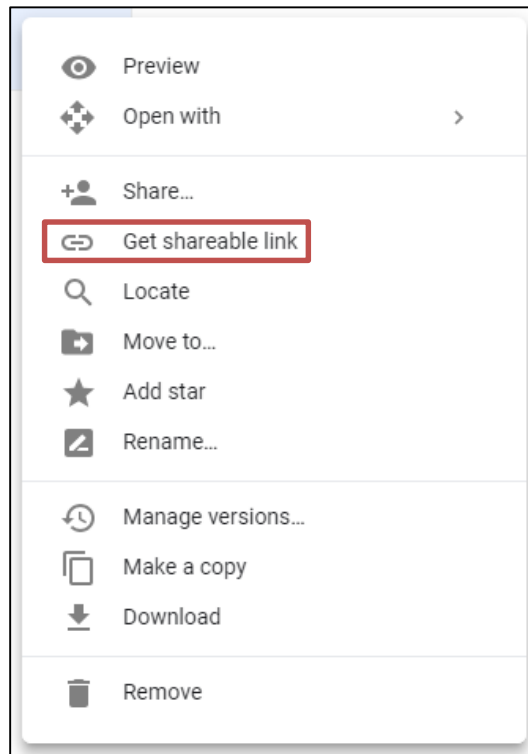 Preview
Open with
Share...
Get shareable link
Locate
Move to...
Add star
Rename...
Manage versions...
Make a copy
Download
Remove